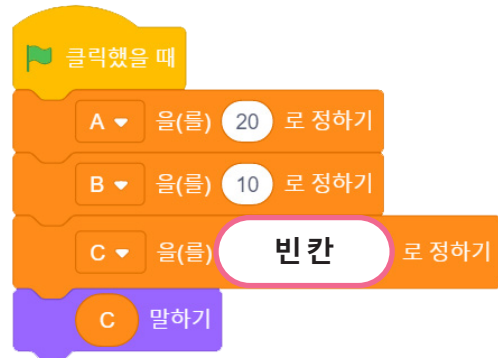 클릭했을 때
A 을(를) 20 로 정하기
B 을(를) 10 로 정하기
C 을(를) 빈칸 로 정하기
C 말하기